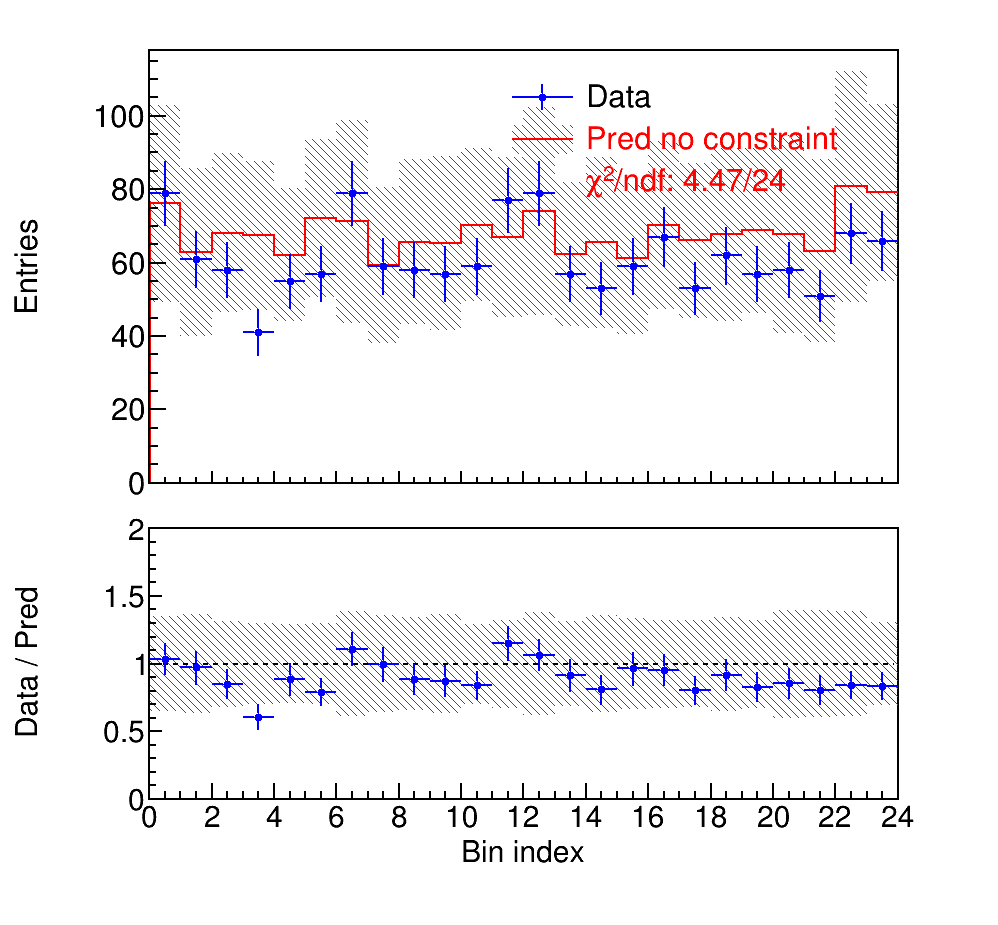 Entries
100
80
60
40
20
0
Data
Pred no constraint
χ²/ndf: 4.47/24
Data / Pred
2
1.5
1
0.5
0
0 2 4 6 8 10 12 14 16 18 20 22 24
Bin index